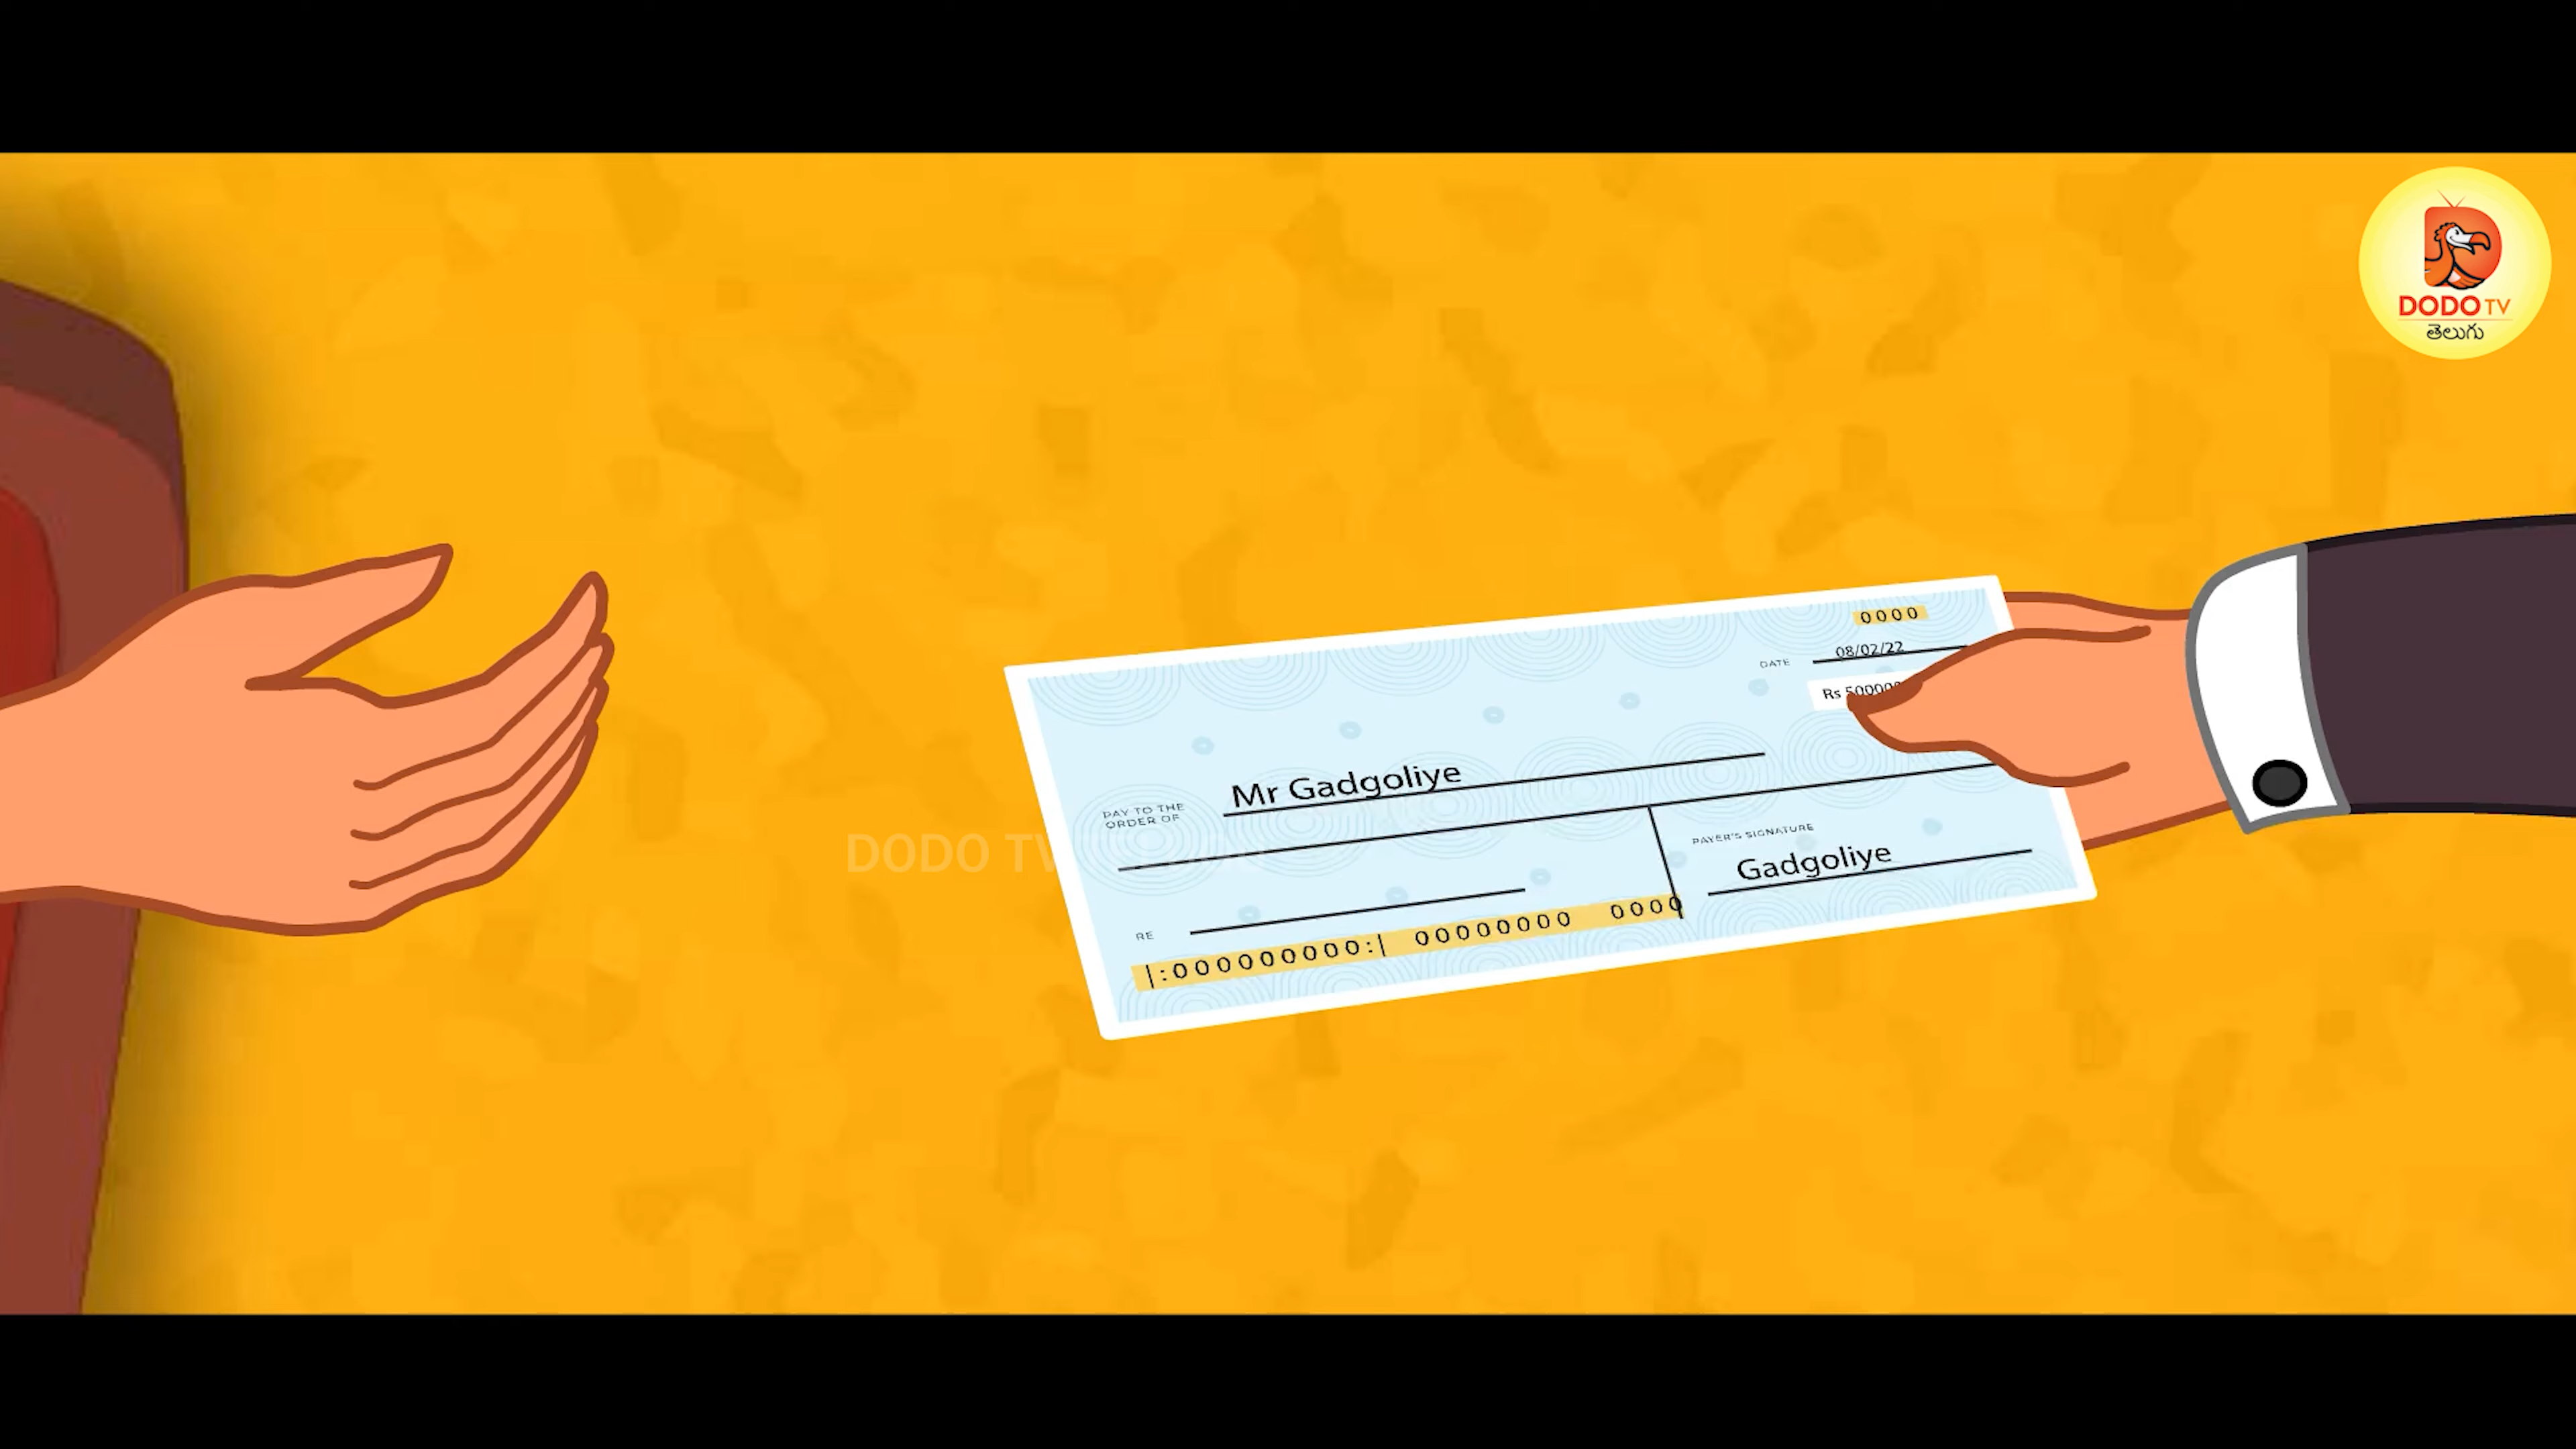 DODO TV
తెలుగు
0000
DATE 08/02/22
Rs
PAY TO THE
ORDER OF
Mr Gadgoliye
DODO TV
PAYER'S SIGNATURE
Gadgoliye
RE
|:000000000:| 00000000 0000